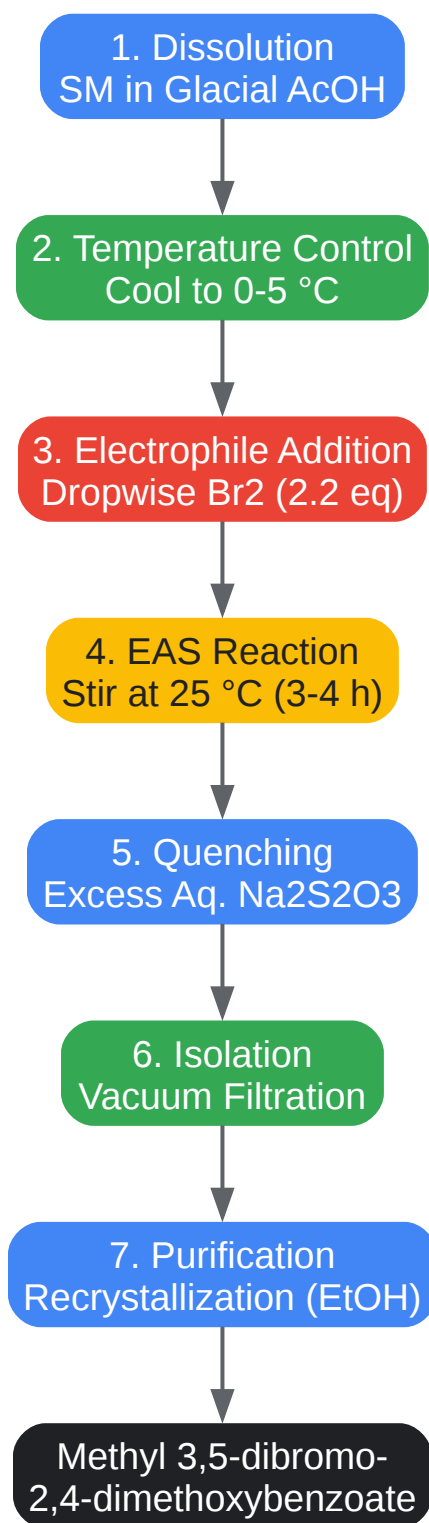 1. Dissolution
SM in Glacial AcOH
2. Temperature Control
Cool to 0-5 °C
3. Electrophile Addition
Dropwise Br2 (2.2 eq)
4. EAS Reaction
Stir at 25 °C (3-4 h)
5. Quenching
Excess Aq. Na2S2O3
6. Isolation
Vacuum Filtration
7. Purification
Recrystallization (EtOH)
Methyl 3,5-dibromo-
2,4-dimethoxybenzoate